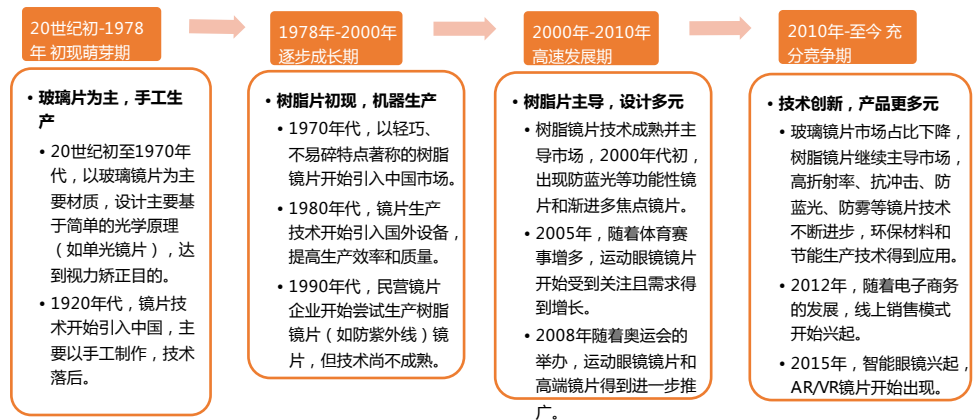 20世纪初-1978
年 初现萌芽期
• 玻璃片为主，手工生
产
• 20世纪初至1970年
代，以玻璃镜片为主
要材质，设计主要基
于简单的光学原理
（如单光镜片），达
到视力矫正目的。
• 1920年代，镜片技
术开始引入中国，主
要以手工制作，技术
落后。
1978年-2000年
逐步成长期
• 树脂片初现，机器生产
• 1970年代，以轻巧、
不易碎特点著称的树脂
镜片开始引入中国市场。
• 1980年代，镜片生产
技术开始引入国外设备，
提高生产效率和质量。
• 1990年代，民营镜片
企业开始尝试生产树脂
镜片（如防紫外线）镜
片，但技术尚不成熟。
2000年-2010年
高速发展期
• 树脂片主导，设计多元
• 树脂镜片技术成熟并主
导市场，2000年代初，
出现防蓝光等功能性镜
片和渐进多焦点镜片。
• 2005年，随着体育赛
事增多，运动眼镜镜片
开始受到关注且需求得
到增长。
• 2008年随着奥运会的
举办，运动眼镜镜片和
高端镜片得到进一步推
广。
2010年-至今 充
分竞争期
• 技术创新，产品更多元
• 玻璃镜片市场占比下降，
树脂镜片继续主导市场，
高折射率、抗冲击、防
蓝光、防雾等镜片技术
不断进步，环保材料和
节能生产技术得到应用。
• 2012年，随着电子商务
的发展，线上销售模式
开始兴起。
• 2015年，智能眼镜兴起，
AR/VR镜片开始出现。